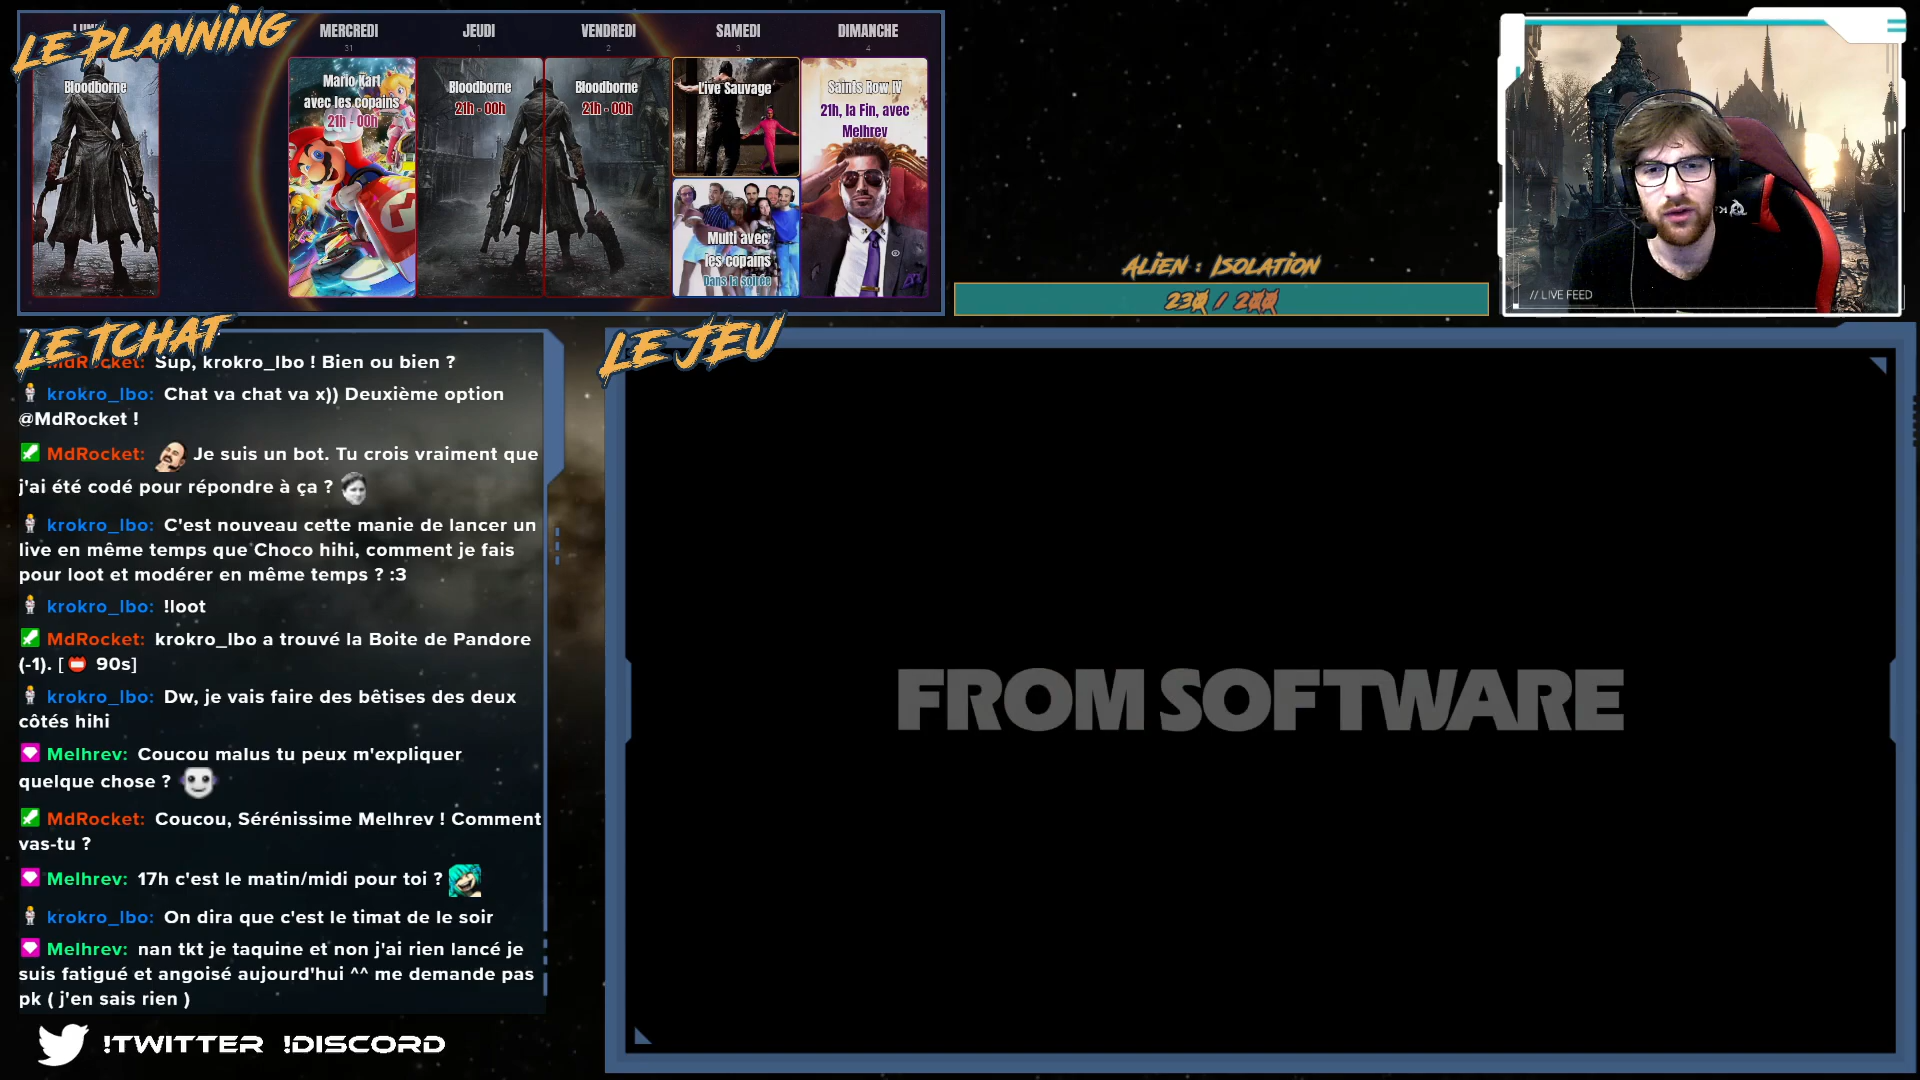 LE PLANNING
MERCREDI
31
JEUDI
1
VENDREDI
2
SAMEDI
3
DIMANCHE
4
Bloodborne
Mario Kart
avec les copains
21h - 00h
Bloodborne
21h - 00h
Bloodborne
21h - 00h
Live Sauvage
Multi avec
les copains
Dans la soirée
Saints Row IV
21h, la Fin, avec
Melhrev
ALIEN : ISOLATION
230 / 200
// LIVE FEED
LE TCHAT
MdRocket: Sup, krokro_lbo ! Bien ou bien ?
krokro_lbo: Chat va chat va x)) Deuxième option
@MdRocket !
MdRocket: Je suis un bot. Tu crois vraiment que
j'ai été codé pour répondre à ça ?
krokro_lbo: C'est nouveau cette manie de lancer un
live en même temps que Choco hihi, comment je fais
pour loot et modérer en même temps ? :3
krokro_lbo: !loot
MdRocket: krokro_lbo a trouvé la Boite de Pandore
(-1). [ 90s]
krokro_lbo: Dw, je vais faire des bêtises des deux
côtés hihi
Melhrev: Coucou malus tu peux m'expliquer
quelque chose ?
MdRocket: Coucou, Sérénissime Melhrev ! Comment
vas-tu ?
Melhrev: 17h c'est le matin/midi pour toi ?
krokro_lbo: On dira que c'est le timat de le soir
Melhrev: nan tkt je taquine et non j'ai rien lancé je
suis fatigué et angoisé aujourd'hui ^^ me demande pas
pk ( j'en sais rien )
!TWITTER !DISCORD
LE JEU
FROMSOFTWARE